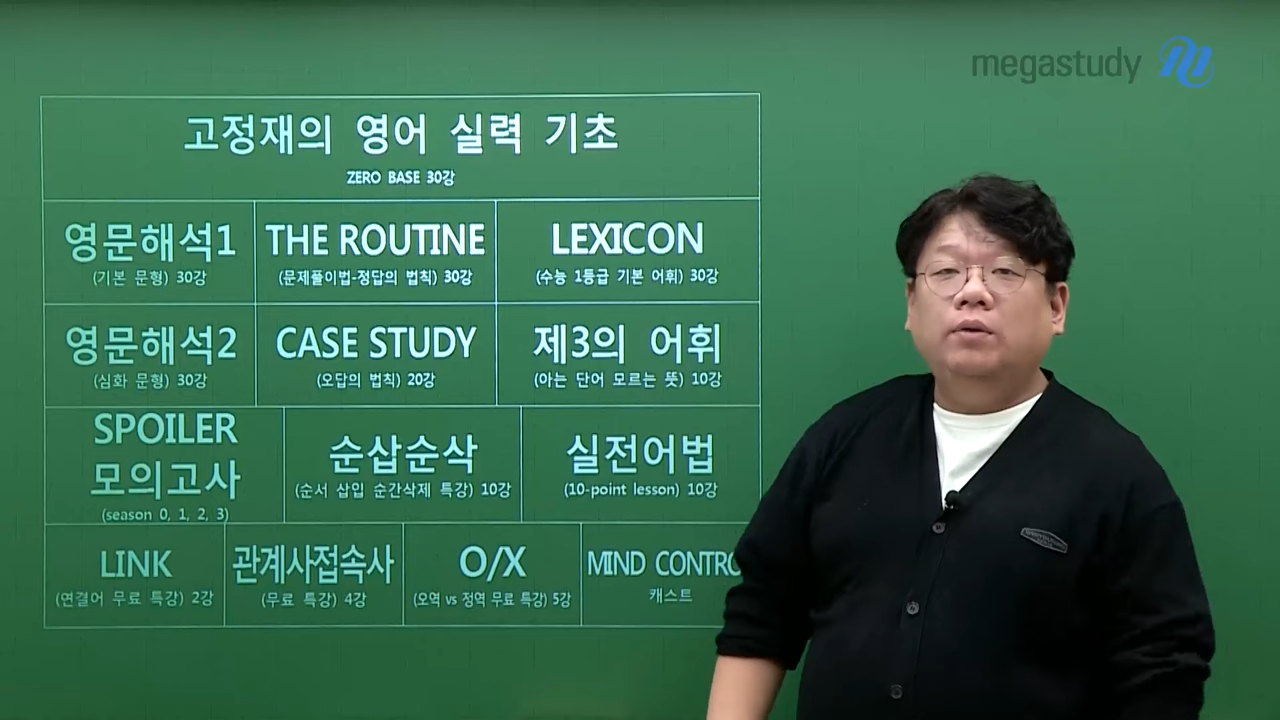 megastudy
고정재의 영어 실력 기초
ZERO BASE 30강
영문해석1
(기본 문형) 30강
THE ROUTINE
(문제풀이법-정답의 법칙) 30강
LEXICON
(수능 1등급 기본 어휘) 30강
영문해석2
(심화 문형) 30강
CASE STUDY
(오답의 법칙) 20강
제3의 어휘
(아는 단어 모르는 뜻) 10강
SPOILER
모의고사
(season 0, 1, 2, 3)
순삽순삭
(순서 삽입 순간삭제 특강) 10강
실전어법
(10-point lesson) 10강
LINK
(연결어 무료 특강) 2강
관계사접속사
(무료 특강) 4강
O/X
(오역 vs 정역 무료 특강) 5강
MIND CONTRO
캐스트